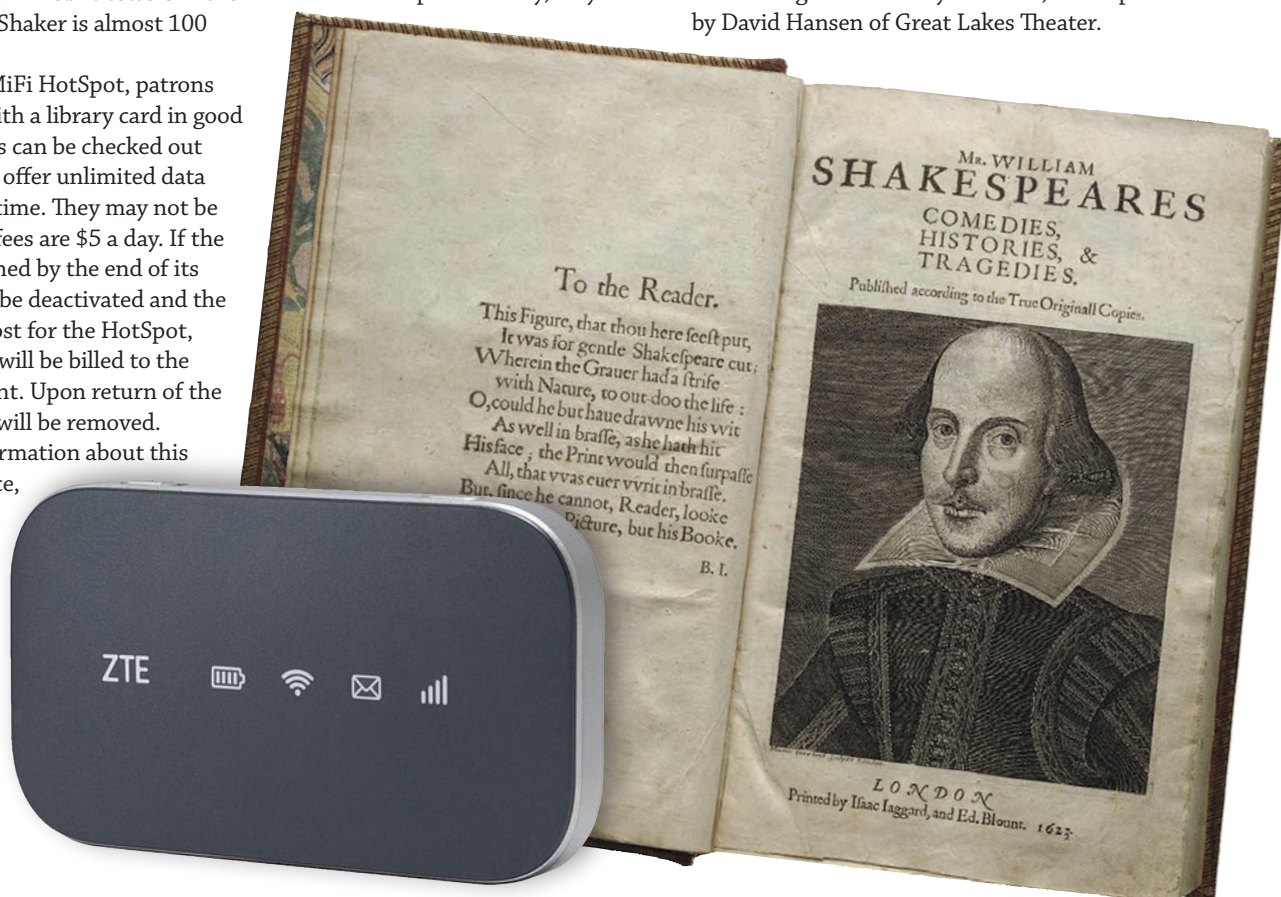 Shaker is almost 100
MiFi HotSpot, patrons
ith a library card in good
s can be checked out
offer unlimited data
time. They may not be
fees are $5 a day. If the
ned by the end of its
be deactivated and the
ost for the HotSpot,
will be billed to the
nt. Upon return of the
will be removed.
rmation about this
te,
by David Hansen of Great Lakes Theater.
To the Reader.
This Figure, that thou here ſeeſt put,
It was for gentle Shakeſpeare cut;
Wherein the Grauer had a ſtrife
with Nature, to out-doo the life :
O, could he but haue drawne his wit
As well in braſſe, as he hath hit
His face ; the Print would then ſurpaſſe
All, that vvas euer vvrit in braſſe.
But, ſince he cannot, Reader, looke
Picture, but his Booke.
B. I.
Mr. WILLIAM
SHAKESPEARES
COMEDIES,
HISTORIES, &
TRAGEDIES.
Publiſhed according to the True Originall Copies.
LONDON
Printed by Iſaac Iaggard, and Ed. Blount. 1623.
ZTE